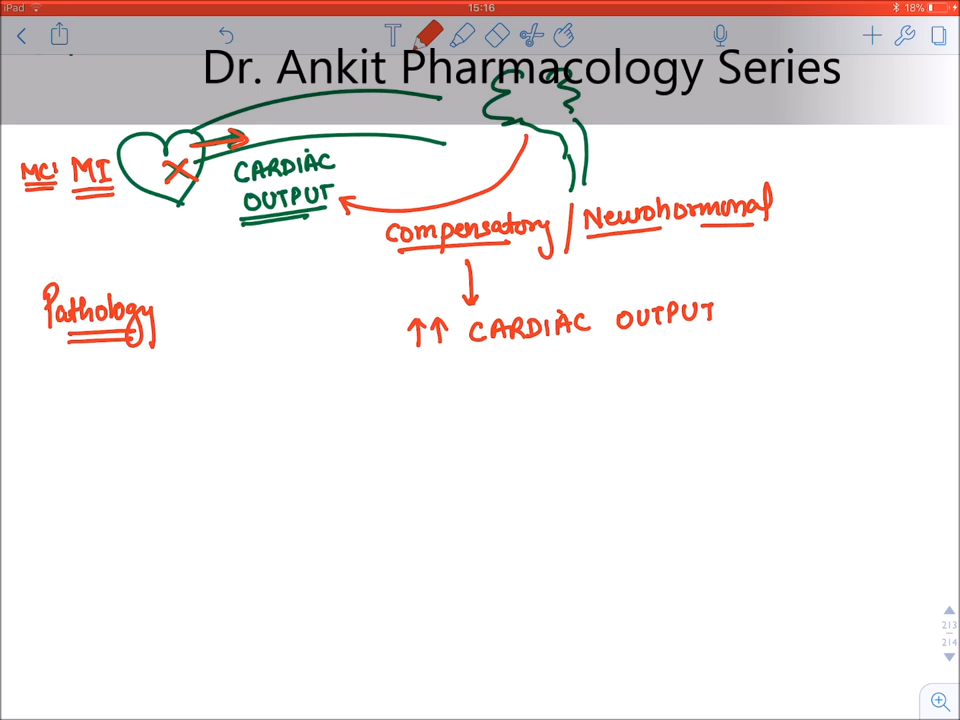 iPad 15:16 18%
T
Dr. Ankit Pharmacology Series
MC! MI
CARDIAC
OUTPUT
Compensatory / Neurohormonal
Pathology
↑↑ CARDIAC OUTPUT
213
214